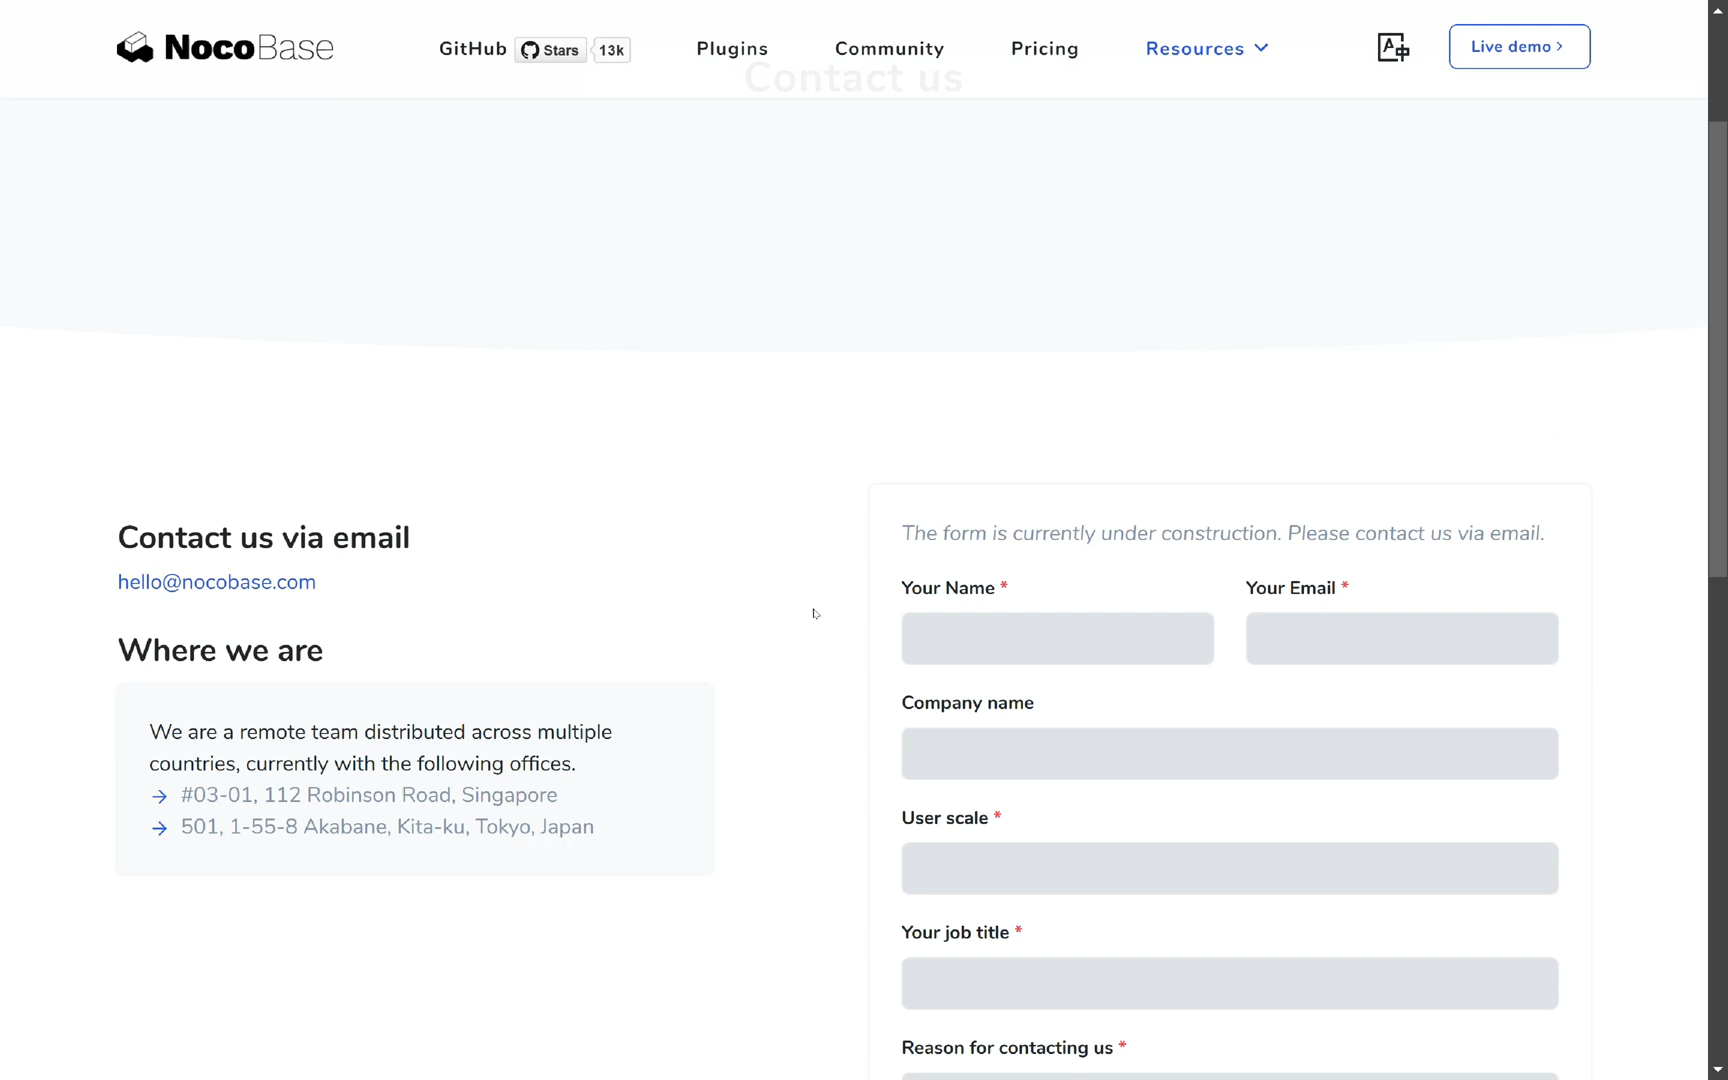 NocoBase
GitHub Stars 13k
Plugins
Community
Pricing
Resources
Live demo
Contact us
Contact us via email
hello@nocobase.com
Where we are
We are a remote team distributed across multiple
countries, currently with the following offices.
→ #03-01, 112 Robinson Road, Singapore
→ 501, 1-55-8 Akabane, Kita-ku, Tokyo, Japan
The form is currently under construction. Please contact us via email.
Your Name *
Your Email *
Company name
User scale *
Your job title *
Reason for contacting us *